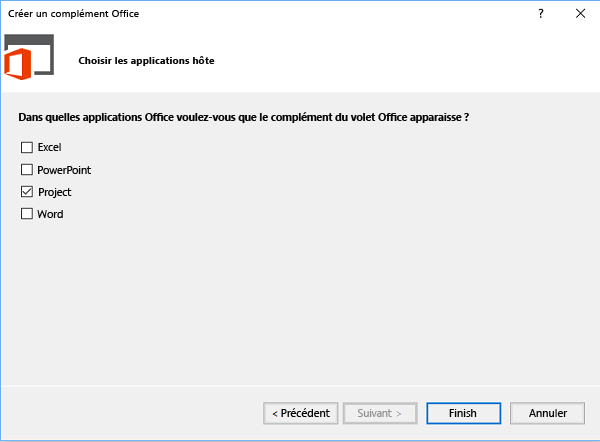 Créer un complément Office
?
Choisir les applications hôte
Dans quelles applications Office voulez-vous que le complément du volet Office apparaisse ?
Excel
PowerPoint
Project
Word
< Précédent
Suivant >
Finish
Annuler